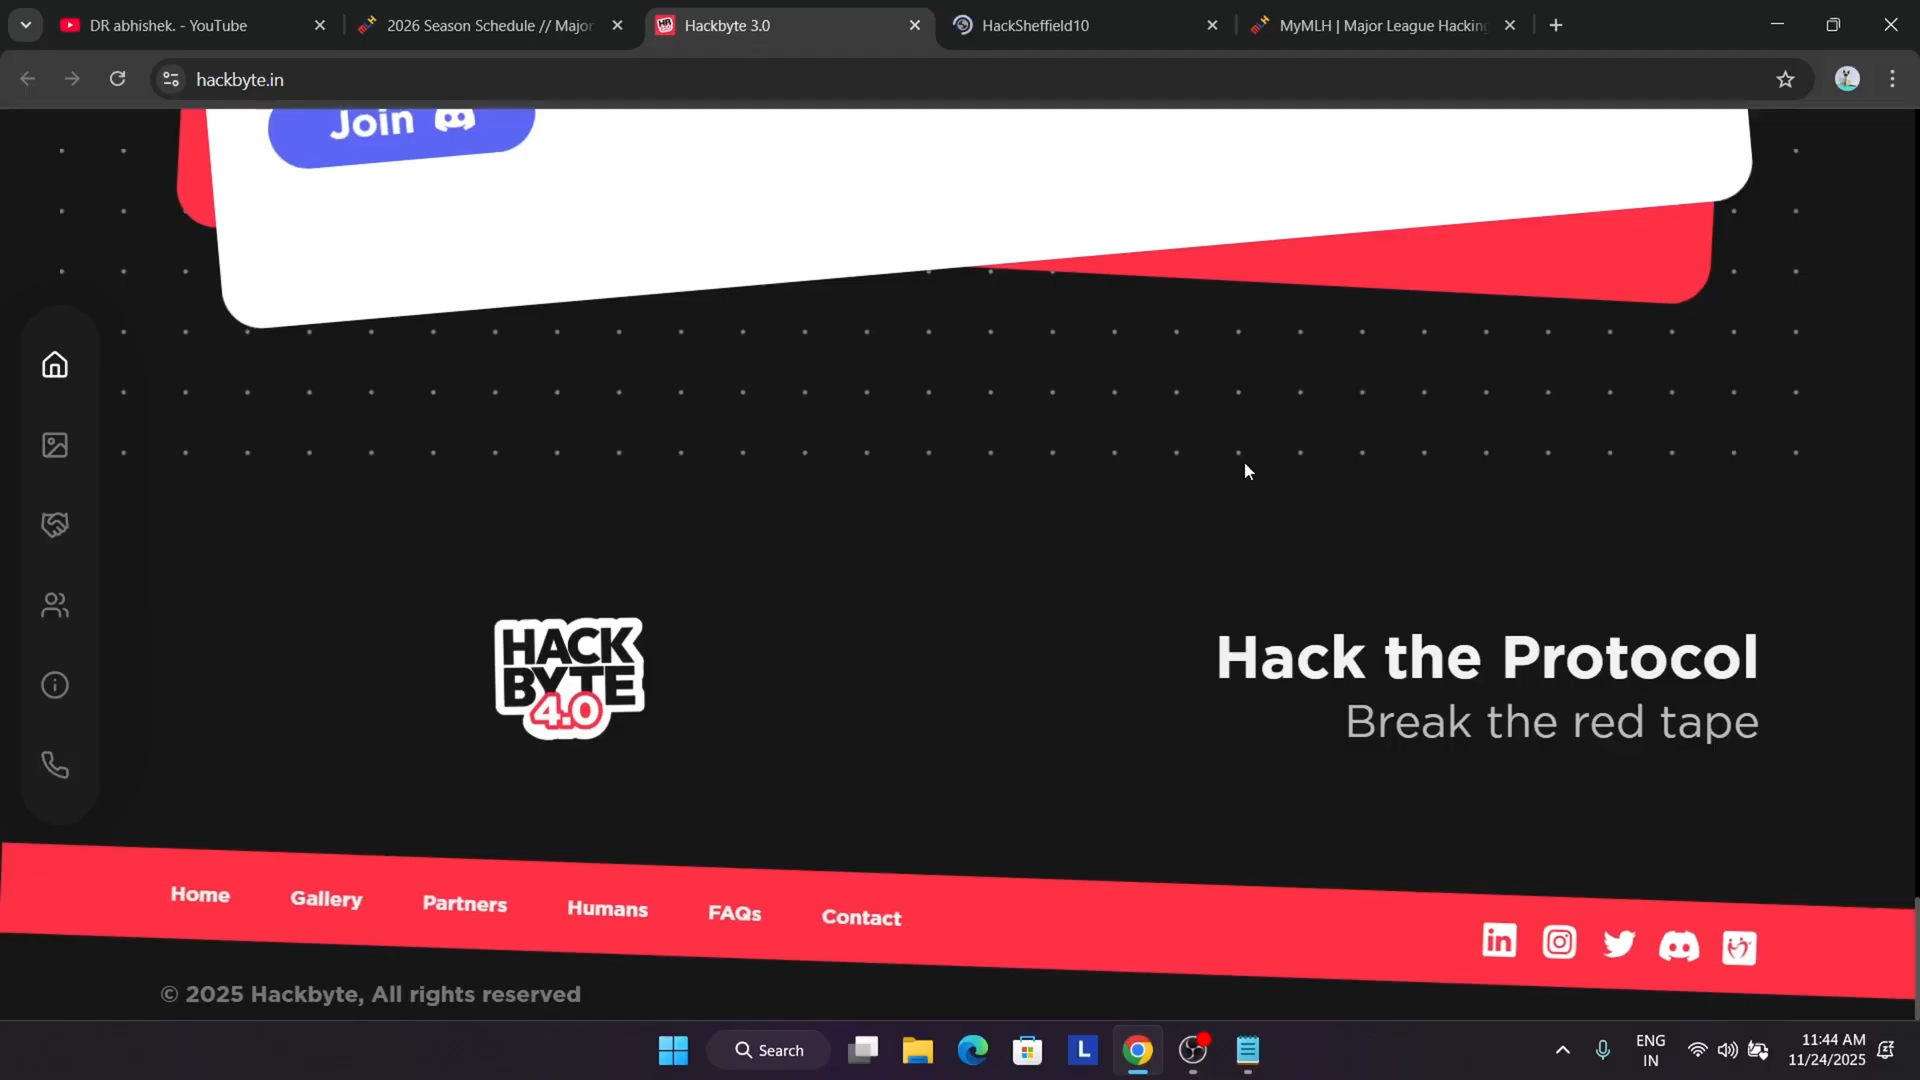 DR abhishek. - YouTube
2026 Season Schedule // Major
Hackbyte 3.0
HackSheffield10
MyMLH | Major League Hacking
hackbyte.in
Join
HACK
BYTE
4.0
Hack the Protocol
Break the red tape
Home
Gallery
Partners
Humans
FAQs
Contact
© 2025 Hackbyte, All rights reserved
Search
L
ENG
IN
11:44 AM
11/24/2025